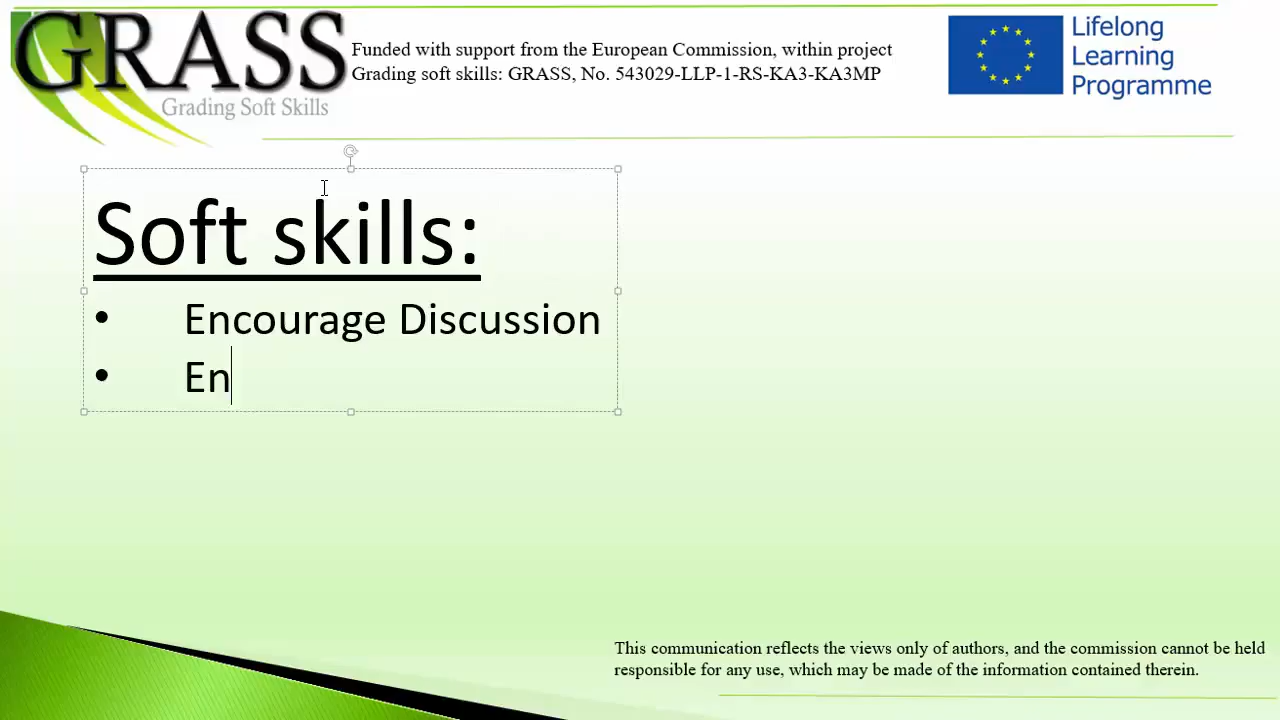 GRASS
Grading Soft Skills
Funded with support from the European Commission, within project
Grading soft skills: GRASS, No. 543029-LLP-1-RS-KA3-KA3MP
Lifelong
Learning
Programme
Soft skills:
• Encourage Discussion
• En
This communication reflects the views only of authors, and the commission cannot be held
responsible for any use, which may be made of the information contained therein.